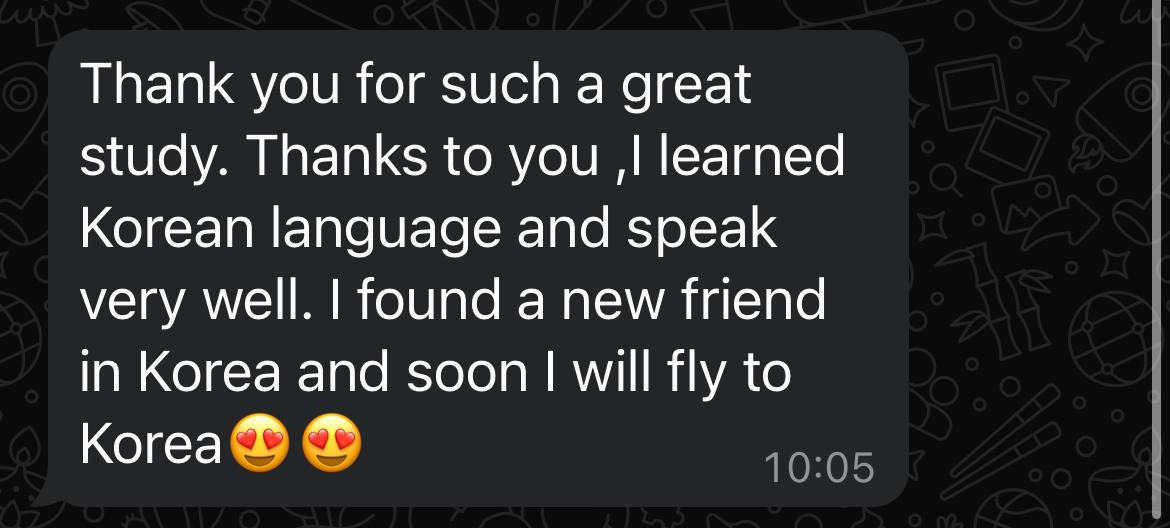 Thank you for such a great
study. Thanks to you ,I learned
Korean language and speak
very well. I found a new friend
in Korea and soon I will fly to
Korea😍 😍
10:05